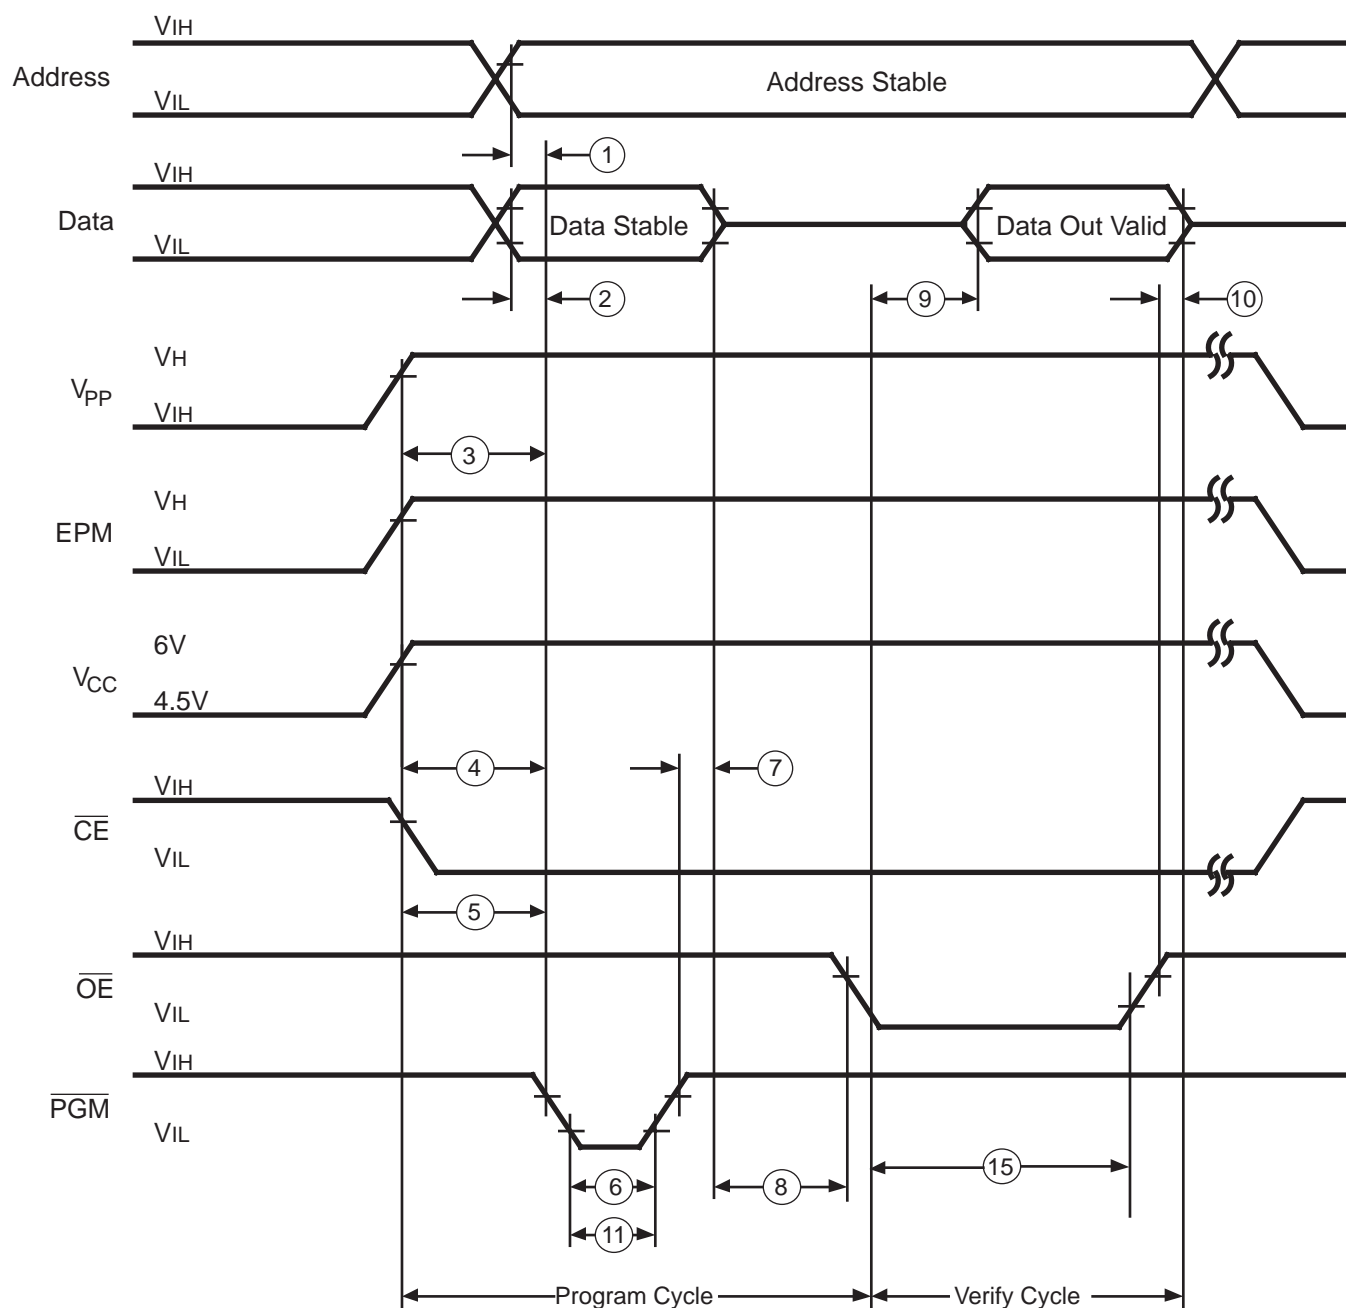 VIH
Address
Address Stable
VIL
1
VIH
Data
Data Stable
Data Out Valid
VIL
2
9
10
VH
VPP
VIH
3
VH
EPM
VIL
6V
VCC
4.5V
4
7
VIH
CE
VIL
5
VIH
OE
VIL
VIH
PGM
VIL
15
6
8
11
Program Cycle
Verify Cycle